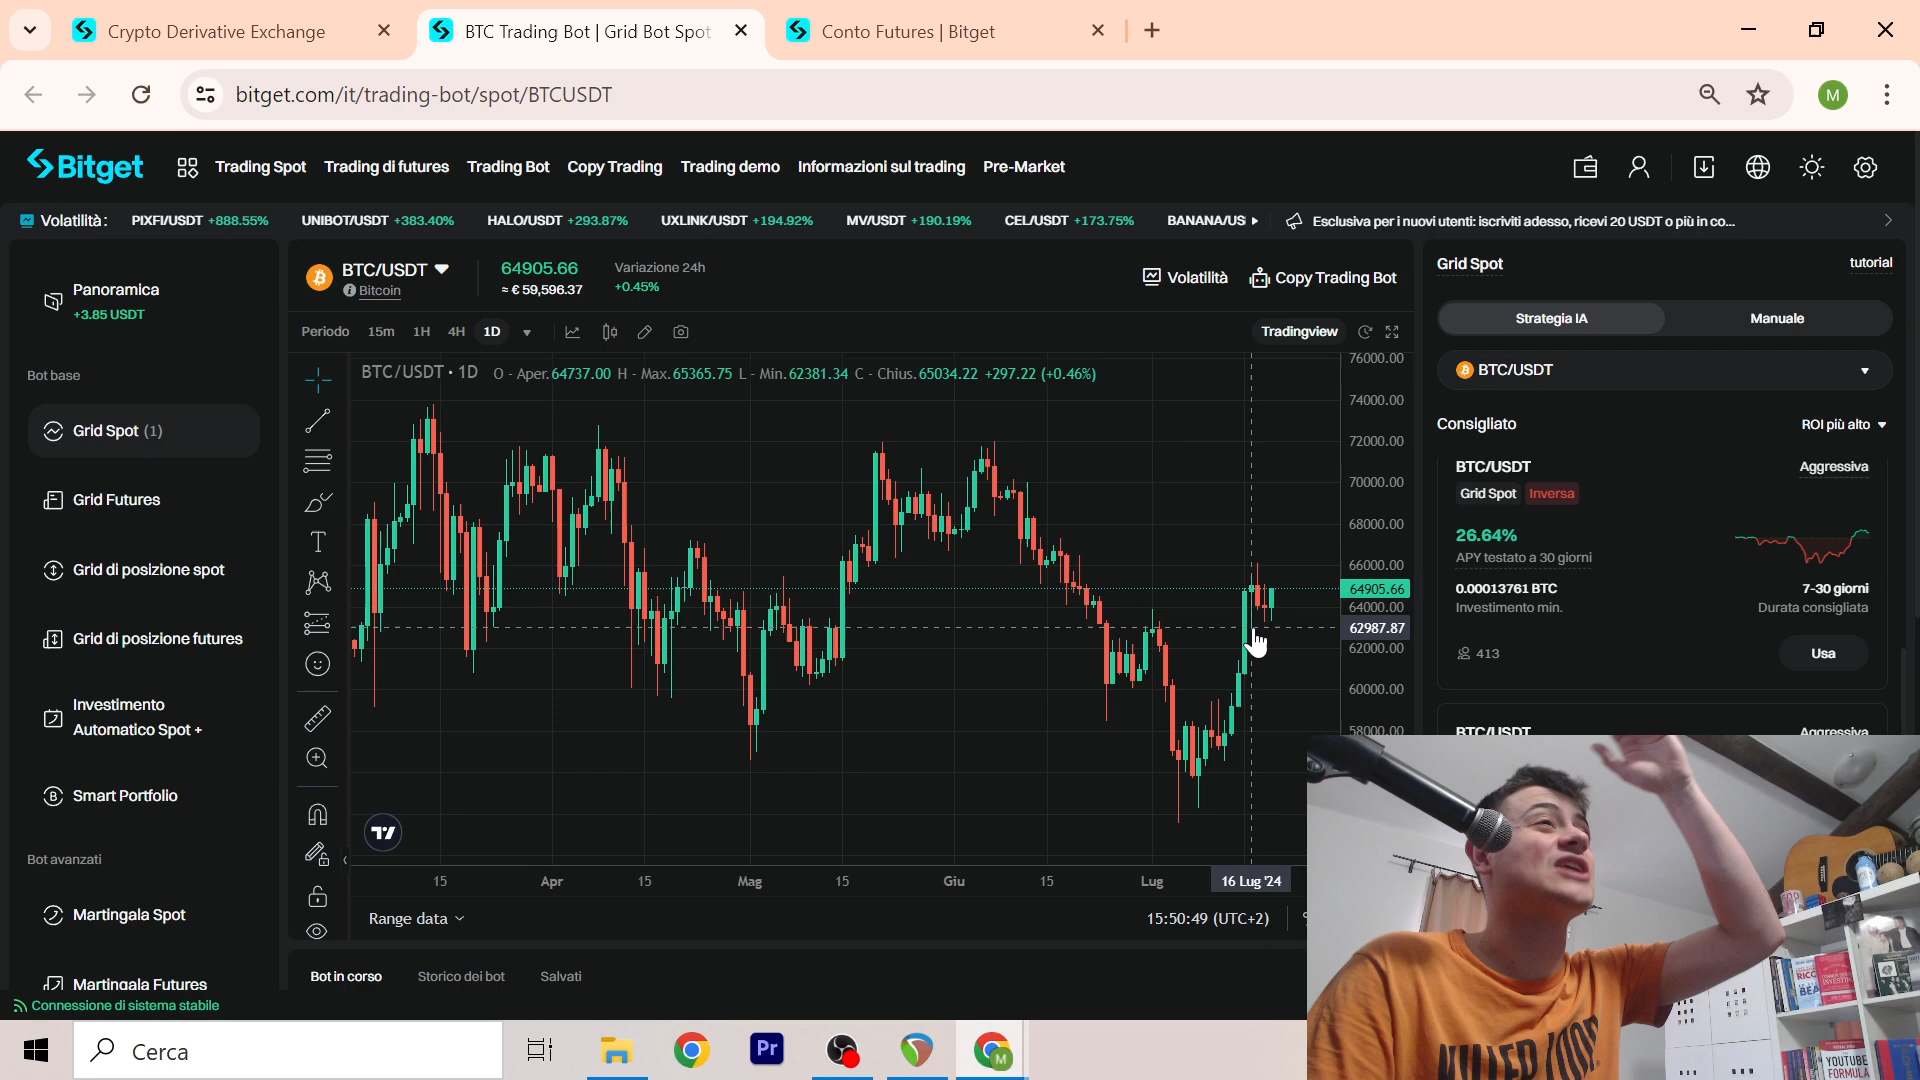 Crypto Derivative Exchange
BTC Trading Bot | Grid Bot Spot
Conto Futures | Bitget
bitget.com/it/trading-bot/spot/BTCUSDT
M
Bitget
Trading Spot
Trading di futures
Trading Bot
Copy Trading
Trading demo
Informazioni sul trading
Pre-Market
Volatilità:
PIXFI/USDT +888.55%
UNIBOT/USDT +383.40%
HALO/USDT +293.87%
UXLINK/USDT +194.92%
MV/USDT +190.19%
CEL/USDT +173.75%
BANANA/US
Esclusiva per i nuovi utenti: iscriviti adesso, ricevi 20 USDT o più in co...
Panoramica
+3.85 USDT
Bot base
Grid Spot (1)
Grid Futures
Grid di posizione spot
Grid di posizione futures
Investimento
Automatico Spot +
Smart Portfolio
Bot avanzati
Martingala Spot
Martingala Futures
Connessione di sistema stabile
BTC/USDT
Bitcoin
64905.66
≈ € 59,596.37
Variazione 24h
+0.45%
Volatilità
Copy Trading Bot
Periodo
15m
1H
4H
1D
Tradingview
BTC/USDT · 1D O - Aper. 64737.00 H - Max. 65365.75 L - Min. 62381.34 C - Chius. 65034.22 +297.22 (+0.46%)
76000.00
74000.00
72000.00
70000.00
68000.00
66000.00
64905.66
64000.00
62987.87
62000.00
60000.00
58000.00
15
Apr
15
Mag
15
Giu
15
Lug
16 Lug '24
Range data
15:50:49 (UTC+2)
Bot in corso
Storico dei bot
Salvati
Grid Spot
tutorial
Strategia IA
Manuale
BTC/USDT
Consigliato
ROI più alto
BTC/USDT
Aggressiva
Grid Spot
Inversa
26.64%
APY testato a 30 giorni
0.00013761 BTC
Investimento min.
7-30 giorni
Durata consigliata
413
Usa
BTC/USDT
Aggressiva
KILLER LOOP
YOUTUBE
FORMULA
Cerca
Pr
M